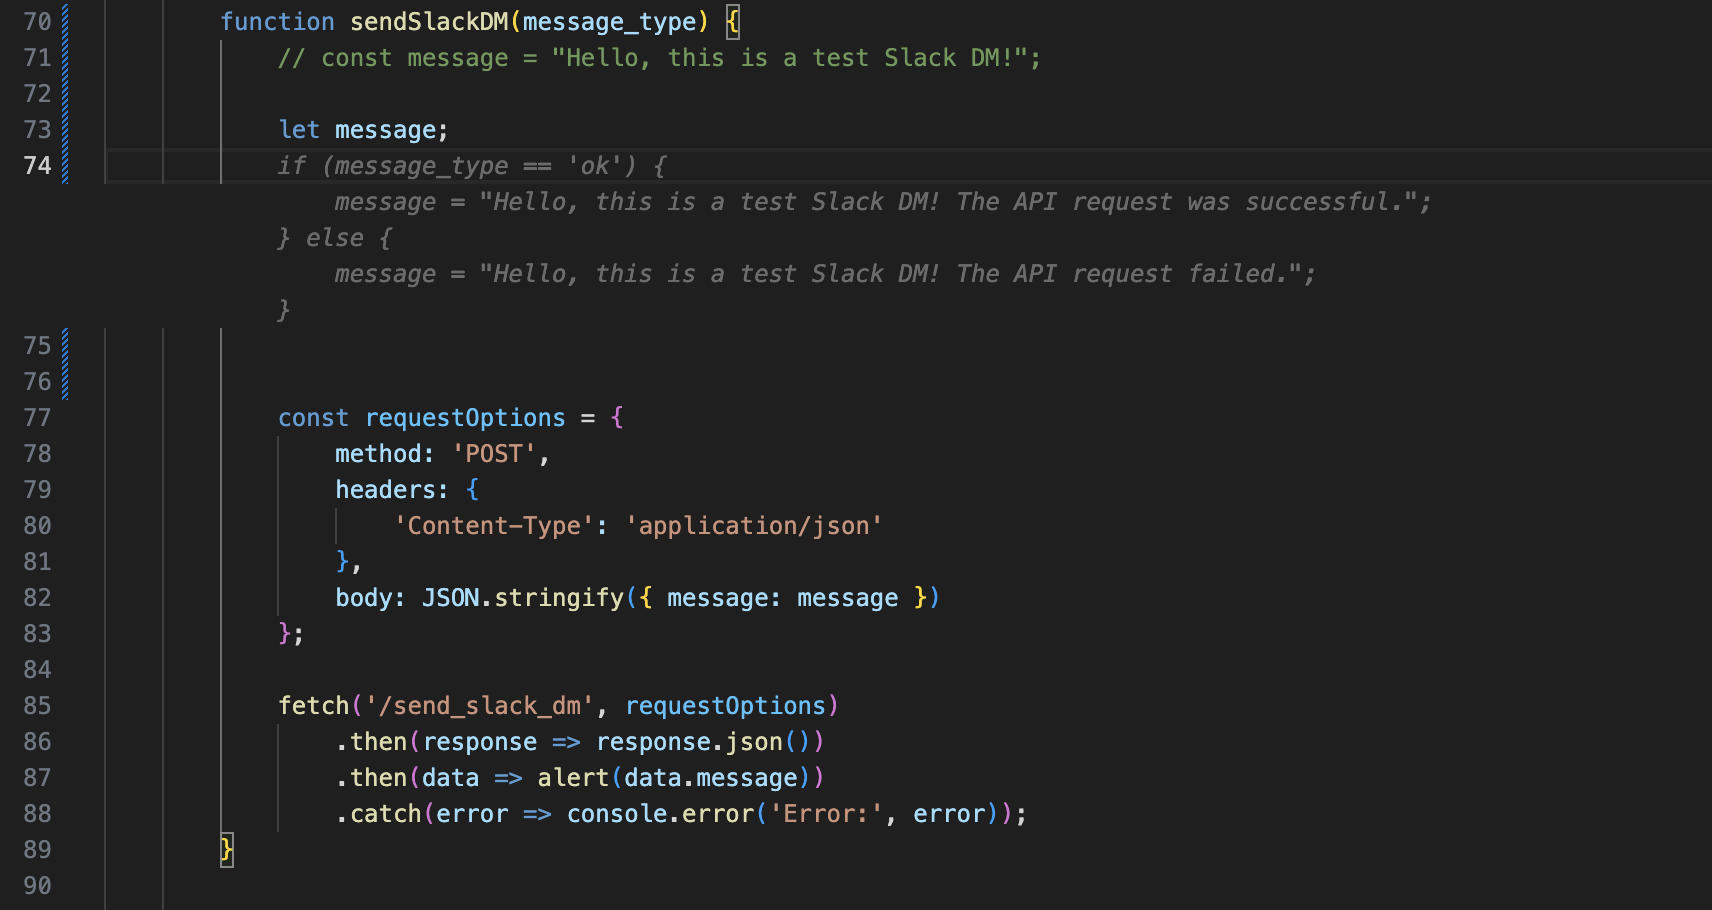 70 function sendSlackDM(message_type) {
71 // const message = "Hello, this is a test Slack DM!";
72
73 let message;
74 if (message_type == 'ok') {
message = "Hello, this is a test Slack DM! The API request was successful.";
} else {
message = "Hello, this is a test Slack DM! The API request failed.";
}
75
76
77 const requestOptions = {
78 method: 'POST',
79 headers: {
80 'Content-Type': 'application/json'
81 },
82 body: JSON.stringify({ message: message })
83 };
84
85 fetch('/send_slack_dm', requestOptions)
86 .then(response => response.json())
87 .then(data => alert(data.message))
88 .catch(error => console.error('Error:', error));
89 }
90